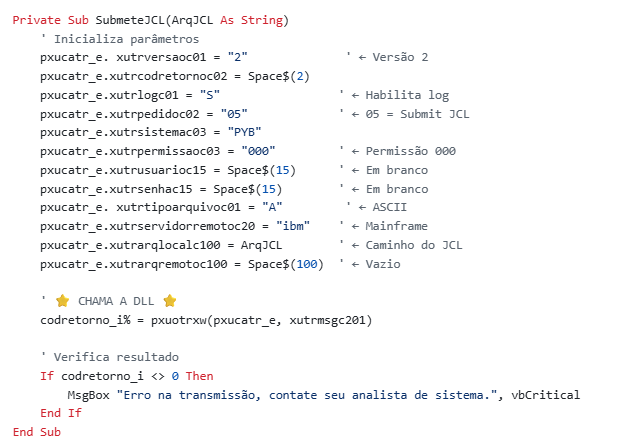 Private Sub SubmeteJCL(ArqJCL As String)
    ' Inicializa parâmetros
    pxucatr_e. xutrversaoc01 = "2"              ' ← Versão 2
    pxucatr_e.xutrcodretornoc02 = Space$(2)
    pxucatr_e.xutrlogc01 = "S"                 ' ← Habilita log
    pxucatr_e.xutrpedidoc02 = "05"             ' ← 05 = Submit JCL
    pxucatr_e.xutrsistemac03 = "PYB"
    pxucatr_e.xutrpermissaoc03 = "000"         ' ← Permissão 000
    pxucatr_e.xutrusuarioc15 = Space$(15)      ' ← Em branco
    pxucatr_e.xutrsenhac15 = Space$(15)        ' ← Em branco
    pxucatr_e. xutrtipoarquivoc01 = "A"         ' ← ASCII
    pxucatr_e.xutrservidorremotoc20 = "ibm"    ' ← Mainframe
    pxucatr_e.xutrarqlocalc100 = ArqJCL        ' ← Caminho do JCL
    pxucatr_e.xutrarqremotoc100 = Space$(100)  ' ← Vazio
    ' ⭐ CHAMA A DLL ⭐
    codretorno_i% = pxuotrxw(pxucatr_e, xutrmsgc201)
    ' Verifica resultado
    If codretorno_i <> 0 Then
        MsgBox "Erro na transmissão, contate seu analista de sistema.", vbCritical
    End If
End Sub